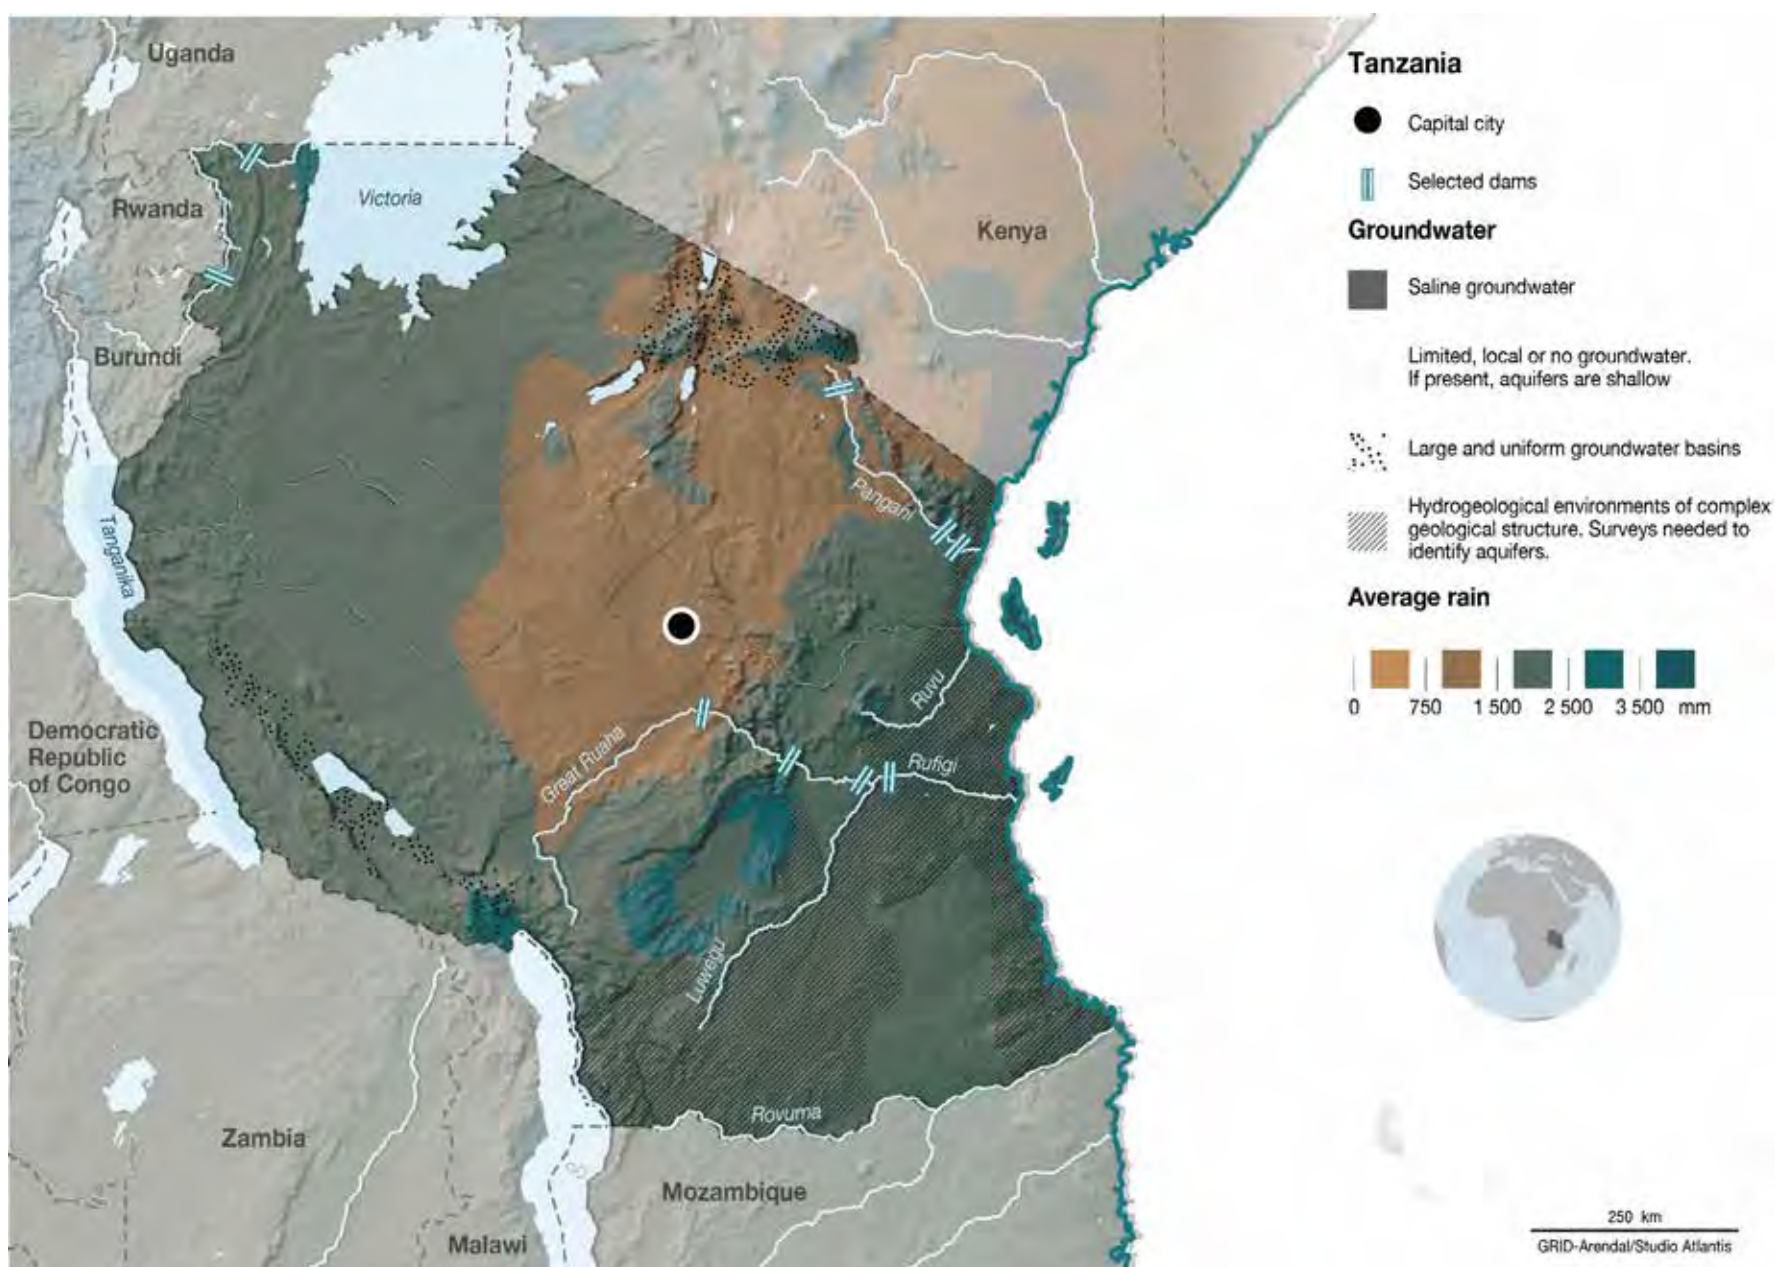 Uganda
Victoria
Rwanda
Kenya
Burundi
Tanganika
Pangani
Democratic
Republic
of Congo
Great Ruaha
Ruvu
Rufigi
Luwegu
Rovuma
Zambia
Mozambique
Malawi
Tanzania
Capital city
Selected dams
Groundwater
Saline groundwater
Limited, local or no groundwater.
If present, aquifers are shallow
Large and uniform groundwater basins
Hydrogeological environments of complex
geological structure. Surveys needed to
identify aquifers.
Average rain
0 750 1 500 2 500 3 500 mm
250 km
GRID-Arendal/Studio Atlantis